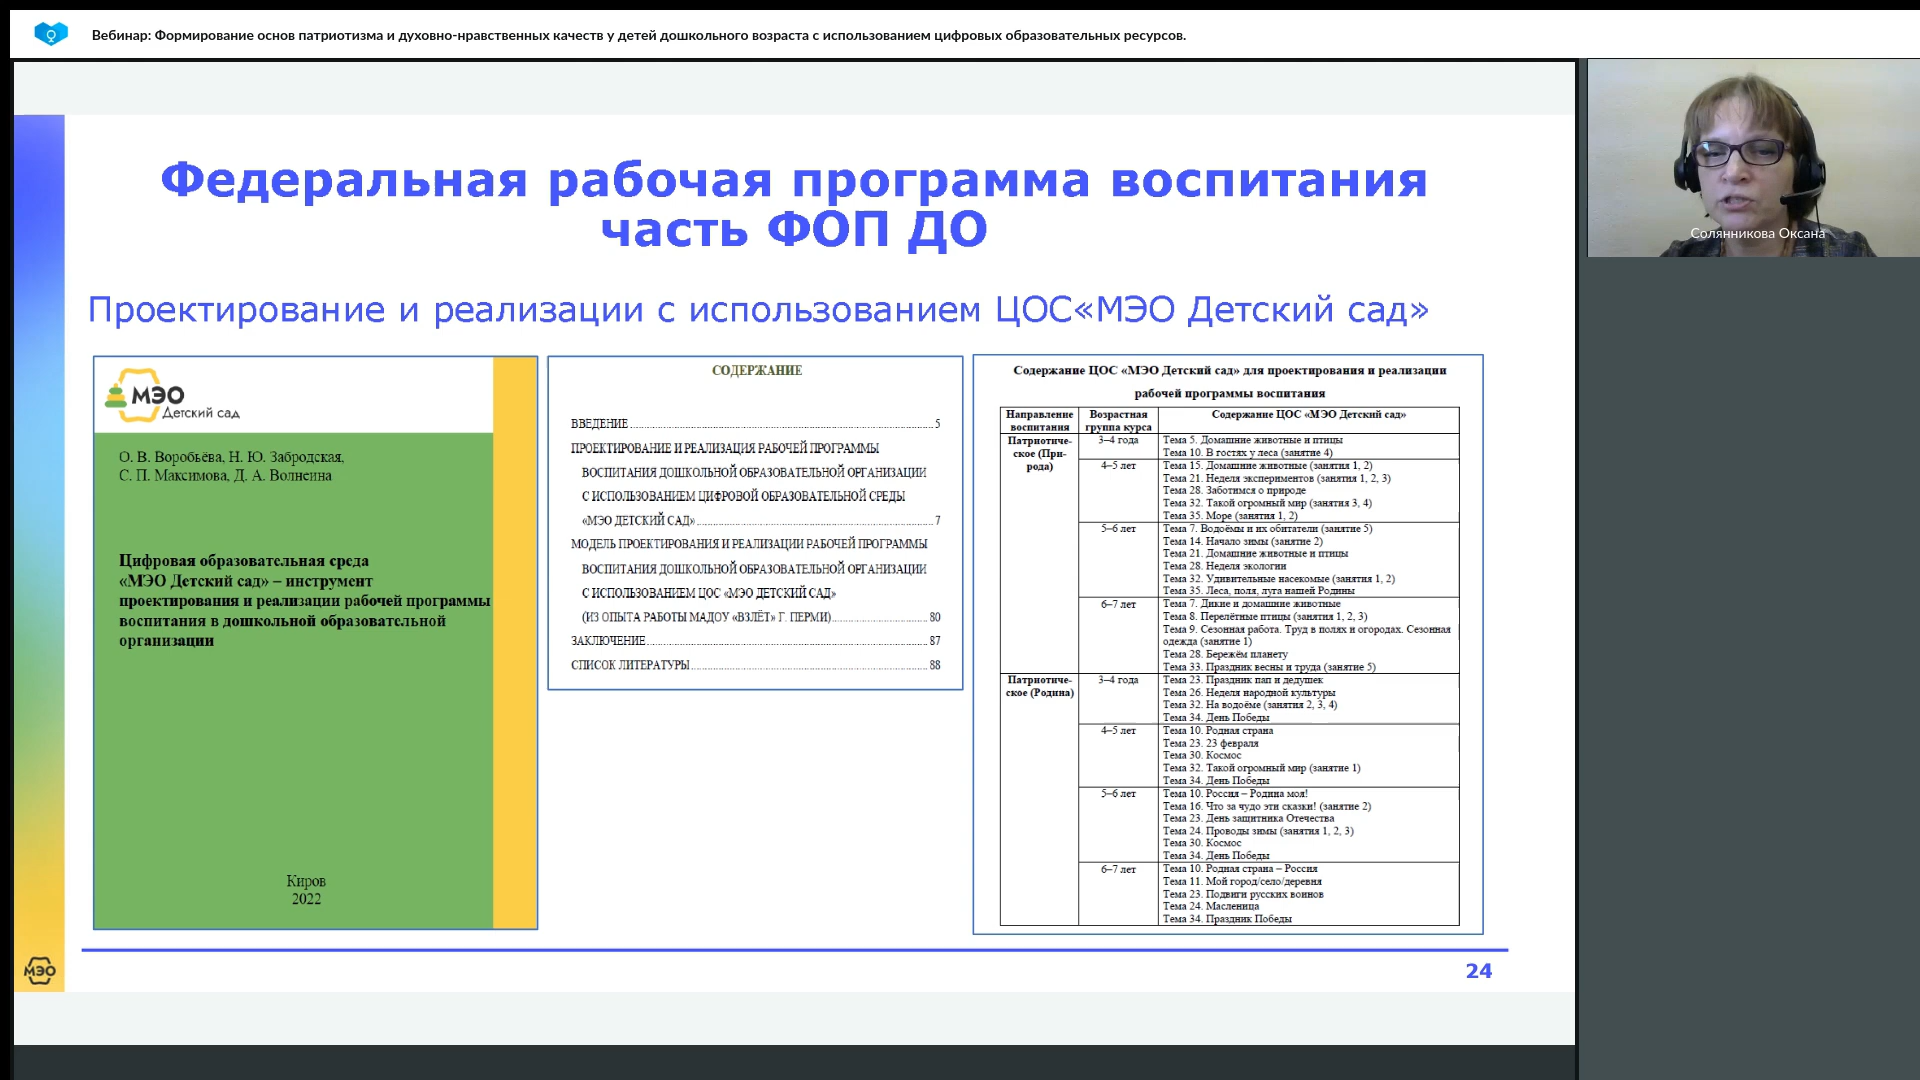 Вебинар: Формирование основ патриотизма и духовно-нравственных качеств у детей дошкольного возраста с использованием цифровых образовательных ресурсов.
Солянникова Оксана
Федеральная рабочая программа воспитания
часть ФОП ДО
Проектирование и реализации с использованием ЦОС«МЭО Детский сад»
МЭО
Детский сад
О. В. Воробьёва, Н. Ю. Забродская,
С. П. Максимова, Д. А. Волнсина
Цифровая образовательная среда
«МЭО Детский сад» – инструмент
проектирования и реализации рабочей программы
воспитания в дошкольной образовательной
организации
Киров
2022
СОДЕРЖАНИЕ
ВВЕДЕНИЕ 5
ПРОЕКТИРОВАНИЕ И РЕАЛИЗАЦИЯ РАБОЧЕЙ ПРОГРАММЫ
ВОСПИТАНИЯ ДОШКОЛЬНОЙ ОБРАЗОВАТЕЛЬНОЙ ОРГАНИЗАЦИИ
С ИСПОЛЬЗОВАНИЕМ ЦИФРОВОЙ ОБРАЗОВАТЕЛЬНОЙ СРЕДЫ
«МЭО ДЕТСКИЙ САД» 7
МОДЕЛЬ ПРОЕКТИРОВАНИЯ И РЕАЛИЗАЦИИ РАБОЧЕЙ ПРОГРАММЫ
ВОСПИТАНИЯ ДОШКОЛЬНОЙ ОБРАЗОВАТЕЛЬНОЙ ОРГАНИЗАЦИИ
С ИСПОЛЬЗОВАНИЕМ ЦОС «МЭО ДЕТСКИЙ САД»
(ИЗ ОПЫТА РАБОТЫ МАДОУ «ВЗЛЁТ» Г. ПЕРМИ) 80
ЗАКЛЮЧЕНИЕ 87
СПИСОК ЛИТЕРАТУРЫ 88
Содержание ЦОС «МЭО Детский сад» для проектирования и реализации
рабочей программы воспитания
Направление воспитания
Возрастная группа курса
Содержание ЦОС «МЭО Детский сад»
Патриотиче-
ское (При-
рода)
3–4 года
Тема 5. Домашние животные и птицы
Тема 10. В гостях у леса (занятие 4)
4–5 лет
Тема 15. Домашние животные (занятия 1, 2)
Тема 21. Неделя экспериментов (занятия 1, 2, 3)
Тема 28. Заботимся о природе
Тема 32. Такой огромный мир (занятия 3, 4)
Тема 35. Море (занятия 1, 2)
5–6 лет
Тема 7. Водоёмы и их обитатели (занятие 5)
Тема 14. Начало зимы (занятие 2)
Тема 21. Домашние животные и птицы
Тема 28. Неделя экологии
Тема 32. Удивительные насекомые (занятия 1, 2)
Тема 35. Леса, поля, луга нашей Родины
6–7 лет
Тема 7. Дикие и домашние животные
Тема 8. Перелётные птицы (занятия 1, 2, 3)
Тема 9. Сезонная работа. Труд в полях и огородах. Сезонная
одежда (занятие 1)
Тема 28. Бережём планету
Тема 33. Праздник весны и труда (занятие 5)
Патриотиче-
ское (Родина)
3–4 года
Тема 23. Праздник пап и дедушек
Тема 26. Неделя народной культуры
Тема 32. На водоёме (занятия 2, 3, 4)
Тема 34. День Победы
4–5 лет
Тема 10. Родная страна
Тема 23. 23 февраля
Тема 30. Космос
Тема 32. Такой огромный мир (занятие 1)
Тема 34. День Победы
5–6 лет
Тема 10. Россия – Родина моя!
Тема 16. Что за чудо эти сказки! (занятие 2)
Тема 23. День защитника Отечества
Тема 24. Проводы зимы (занятия 1, 2, 3)
Тема 30. Космос
Тема 34. День Победы
6–7 лет
Тема 10. Родная страна – Россия
Тема 11. Мой город/село/деревня
Тема 23. Подвиги русских воинов
Тема 24. Масленица
Тема 34. Праздник Победы
МЭО
24